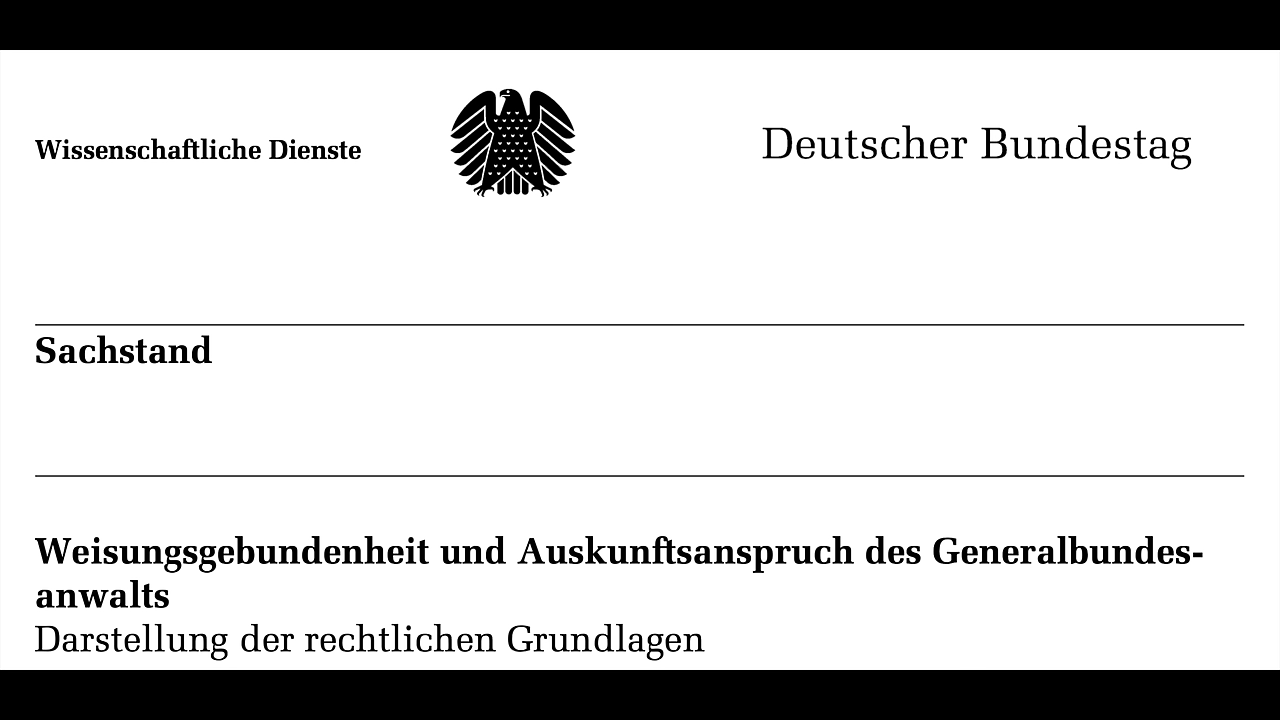 Wissenschaftliche Dienste
Deutscher Bundestag
Sachstand
Weisungsgebundenheit und Auskunftsanspruch des Generalbundes-
anwalts
Darstellung der rechtlichen Grundlagen